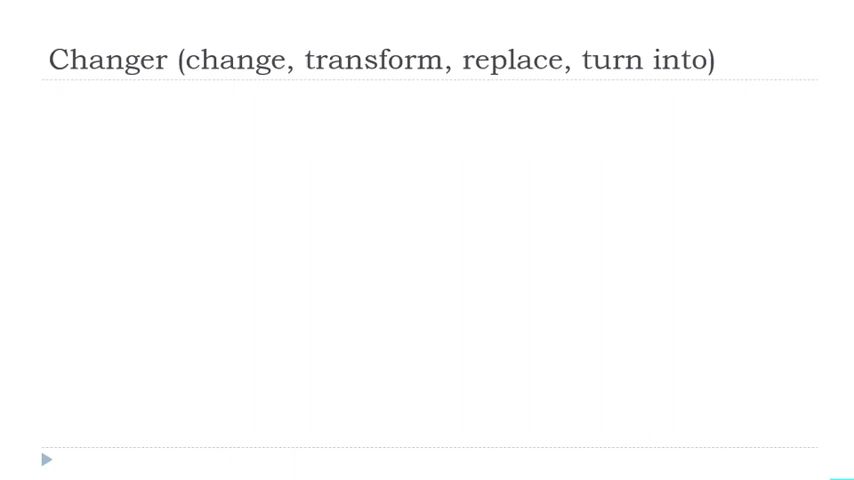 Changer (change, transform, replace, turn into)